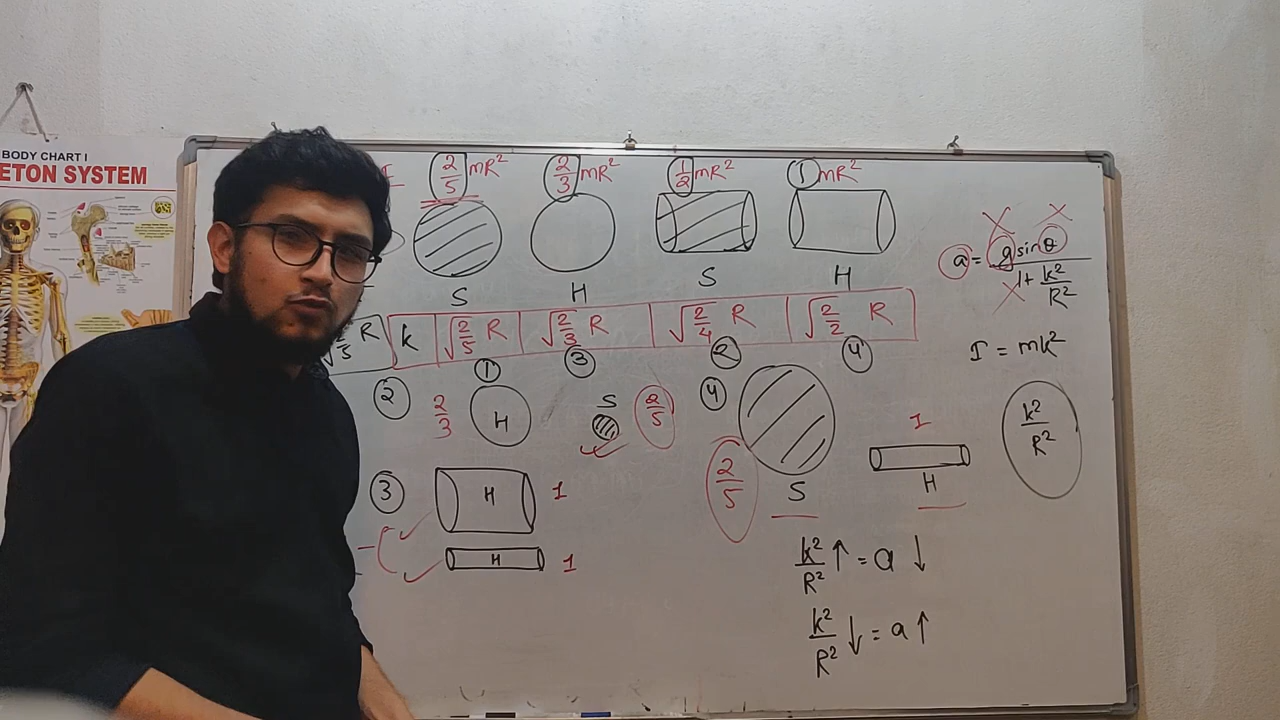 BODY CHART I
ETON SYSTEM
I 2/5 mR² 2/3 mR² 1/2 mR² 1 mR²
S H S H
a = g sin θ / 1 + k²/R²
R k √2/5 R √2/3 R √2/4 R √2/2 R
① ③ ② ④
I = mk²
② 2/3 H S 2/5
④ 2/5 S 1 H
k²/R²
③ H 1
H 1
k²/R² ↑ = a ↓
k²/R² ↓ = a ↑